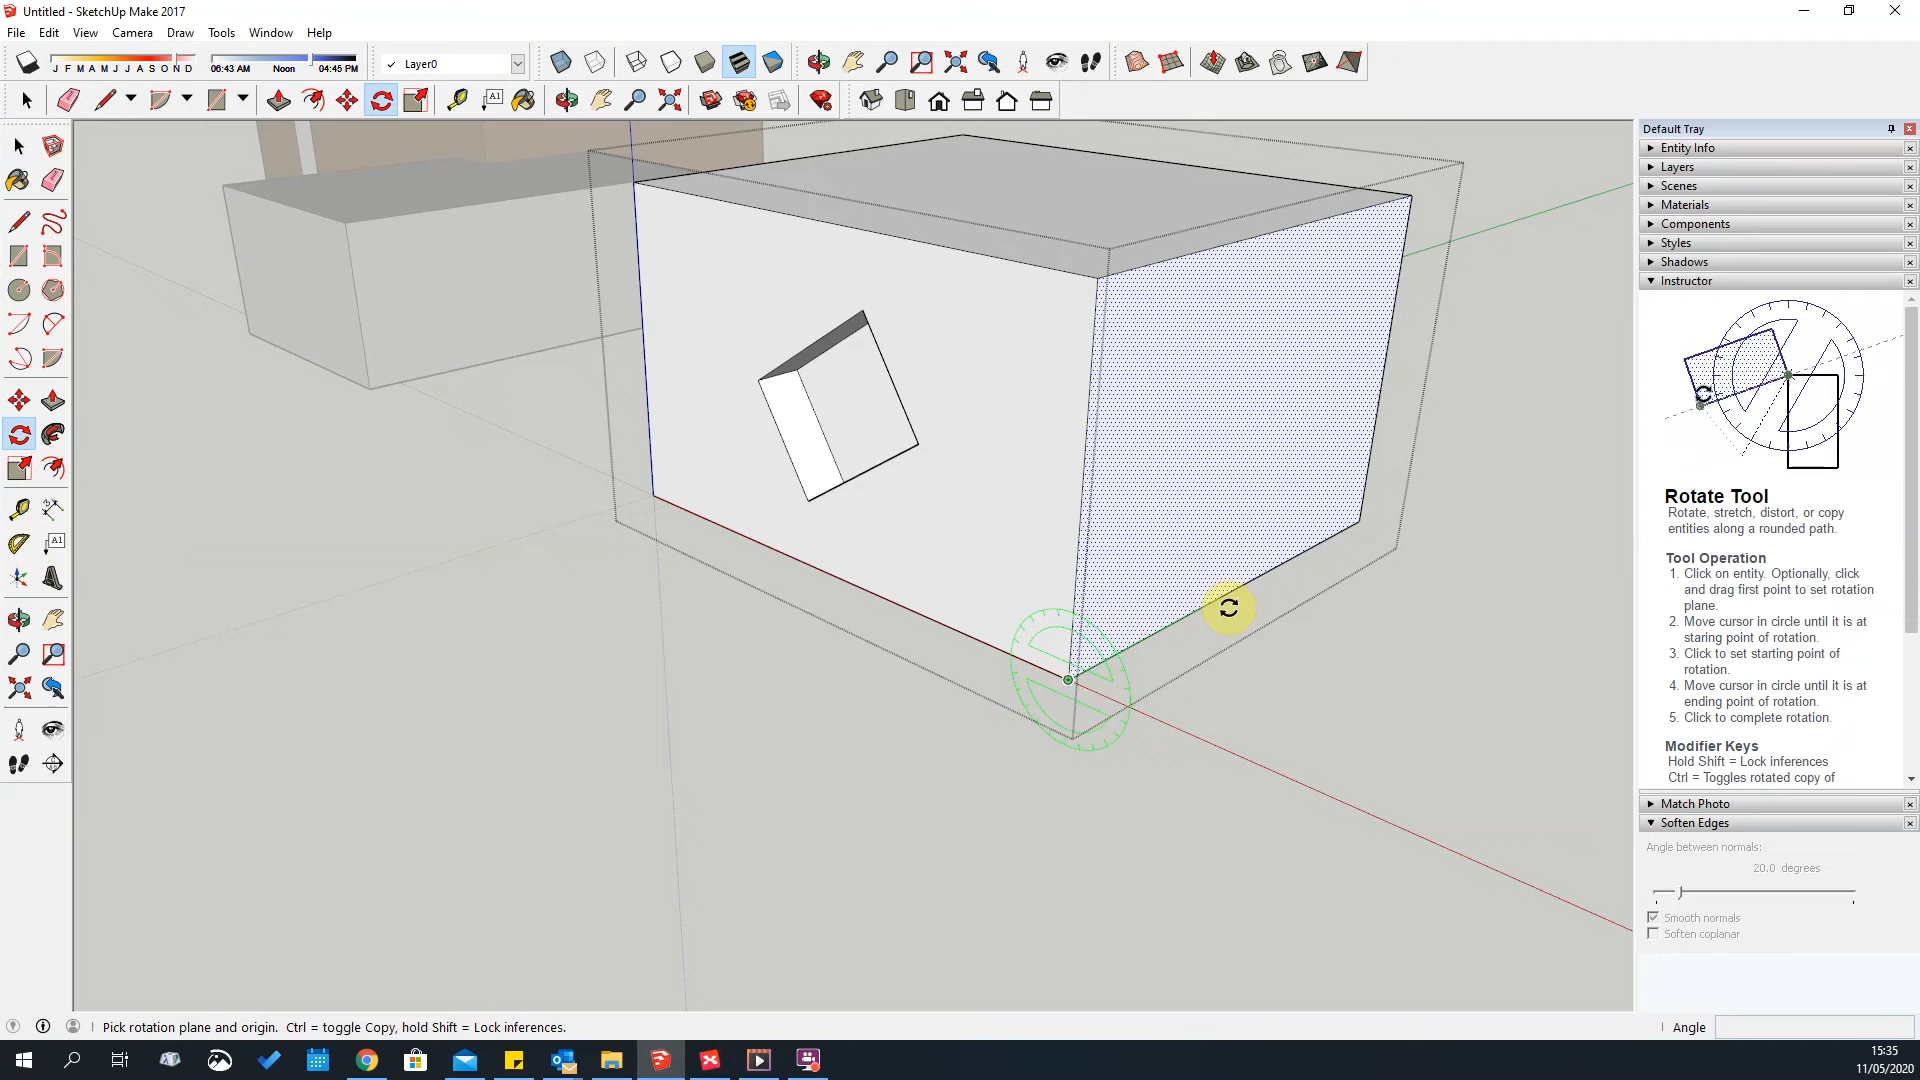 Untitled - SketchUp Make 2017
File Edit View Camera Draw Tools Window Help
J F M A M J J A S O N D
06:43 AM Noon 04:45 PM
✓ Layer0
A1
Default Tray
Entity Info
Layers
Scenes
Materials
Components
Styles
Shadows
Instructor
Rotate Tool
Rotate, stretch, distort, or copy
entities along a rounded path.
Tool Operation
1. Click on entity. Optionally, click
and drag first point to set rotation
plane.
2. Move cursor in circle until it is at
staring point of rotation.
3. Click to set starting point of
rotation.
4. Move cursor in circle until it is at
ending point of rotation.
5. Click to complete rotation.
Modifier Keys
Hold Shift = Lock inferences
Ctrl = Toggles rotated copy of
Match Photo
Soften Edges
Angle between normals:
20.0 degrees
Smooth normals
Soften coplanar
A1
Pick rotation plane and origin. Ctrl = toggle Copy, hold Shift = Lock inferences.
Angle
15:35
11/05/2020